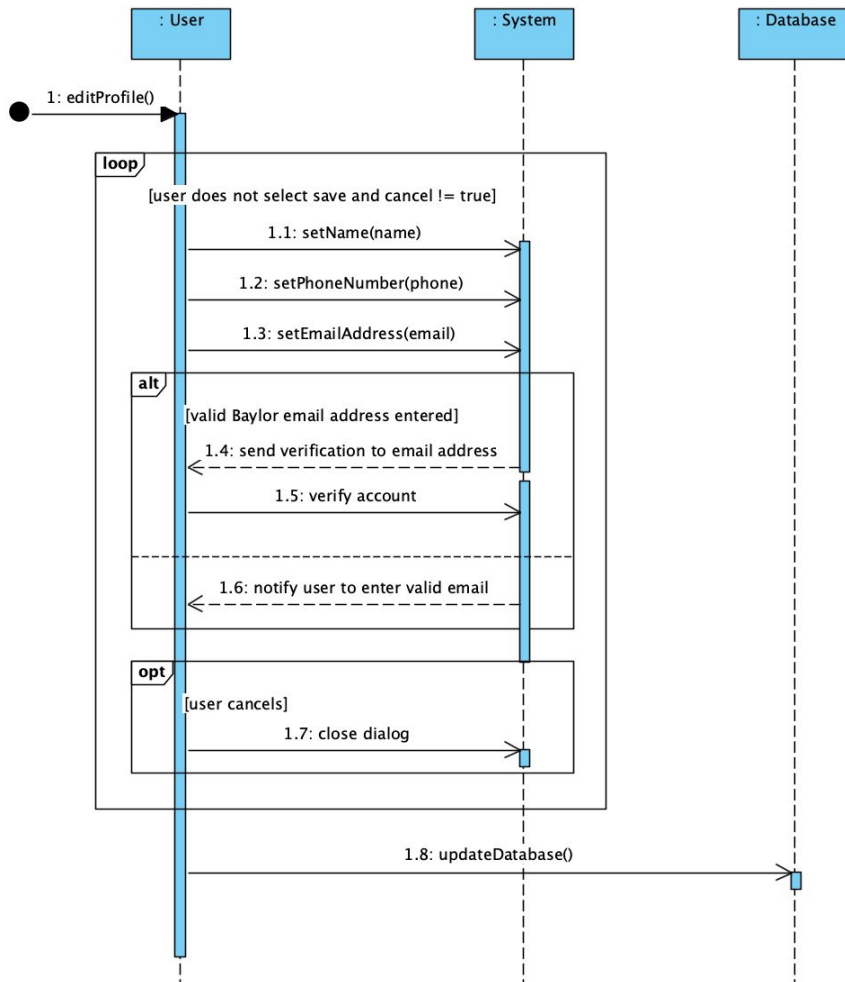 : User
: System
: Database
1: editProfile()
loop
[user does not select save and cancel != true]
1.1: setName(name)
1.2: setPhoneNumber(phone)
1.3: setEmailAddress(email)
alt
[valid Baylor email address entered]
1.4: send verification to email address
1.5: verify account
1.6: notify user to enter valid email
opt
[user cancels]
1.7: close dialog
1.8: updateDatabase()